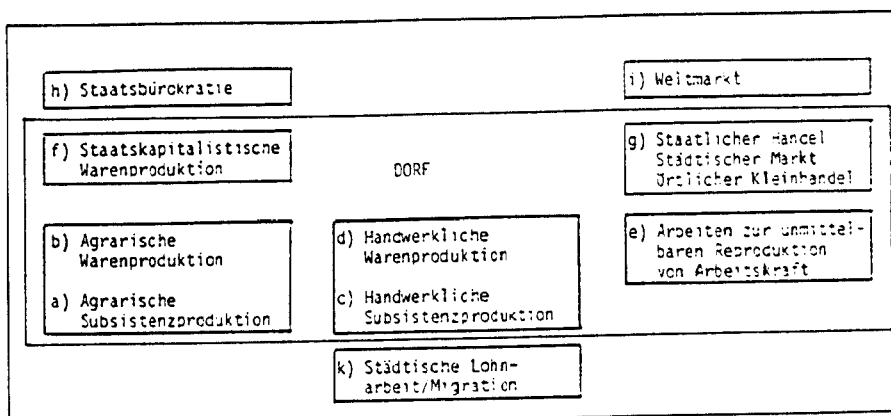 h) Staatsbürokratie
i) Weltmarkt
f) Staatskapitalistische
Warenproduktion
DORF
g) Staatlicher Handel
Städtischer Markt
Örtlicher Kleinhandel
b) Agrarische
Warenproduktion
a) Agrarische
Subsistenzproduktion
d) Handwerkliche
Warenproduktion
c) Handwerkliche
Subsistenzproduktion
e) Arbeiten zur unmittel-
baren Reproduktion
von Arbeitskraft
k) Städtische Lohn-
arbeit/Migration